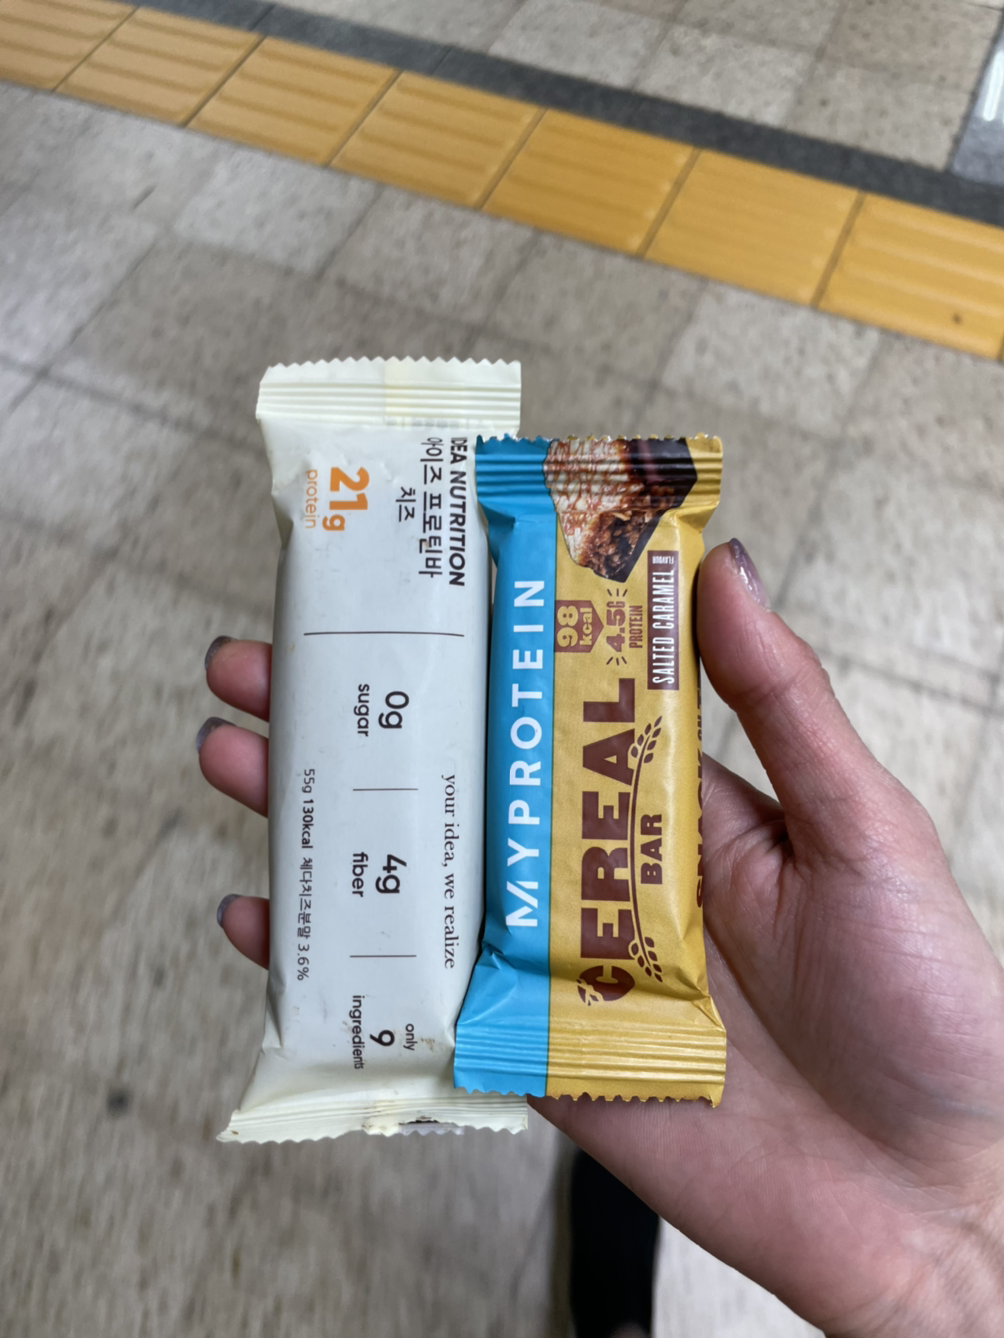 IDEA NUTRITION
아이즈 프로틴바
치즈
21g
protein
0g
sugar
4g
fiber
only
9
ingredients
your idea, we realize
55g 130kcal 체다치즈분말 3.6%
MYPROTEIN
98
kcal
4.5G
PROTEIN
SALTED CARAMEL
FLAVOUR
CEREAL
BAR